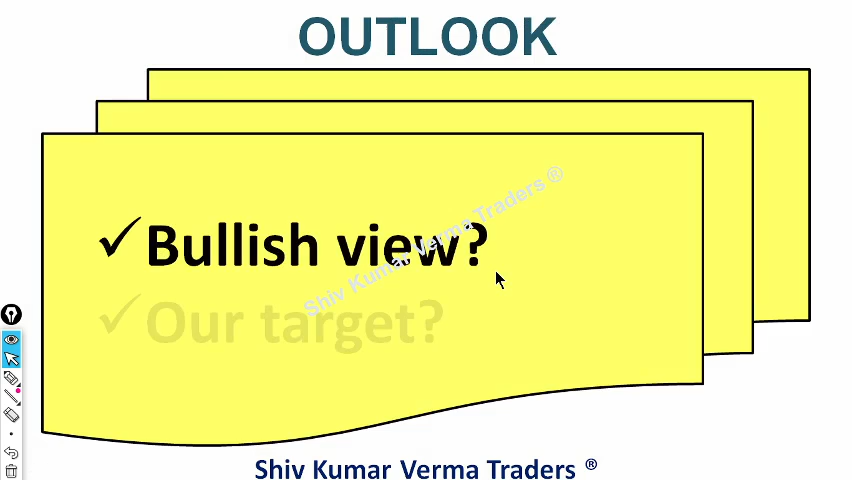 OUTLOOK
✓Bullish view?
✓Our target?
Shiv Kumar Verma Traders ®
Shiv Kumar Verma Traders ®